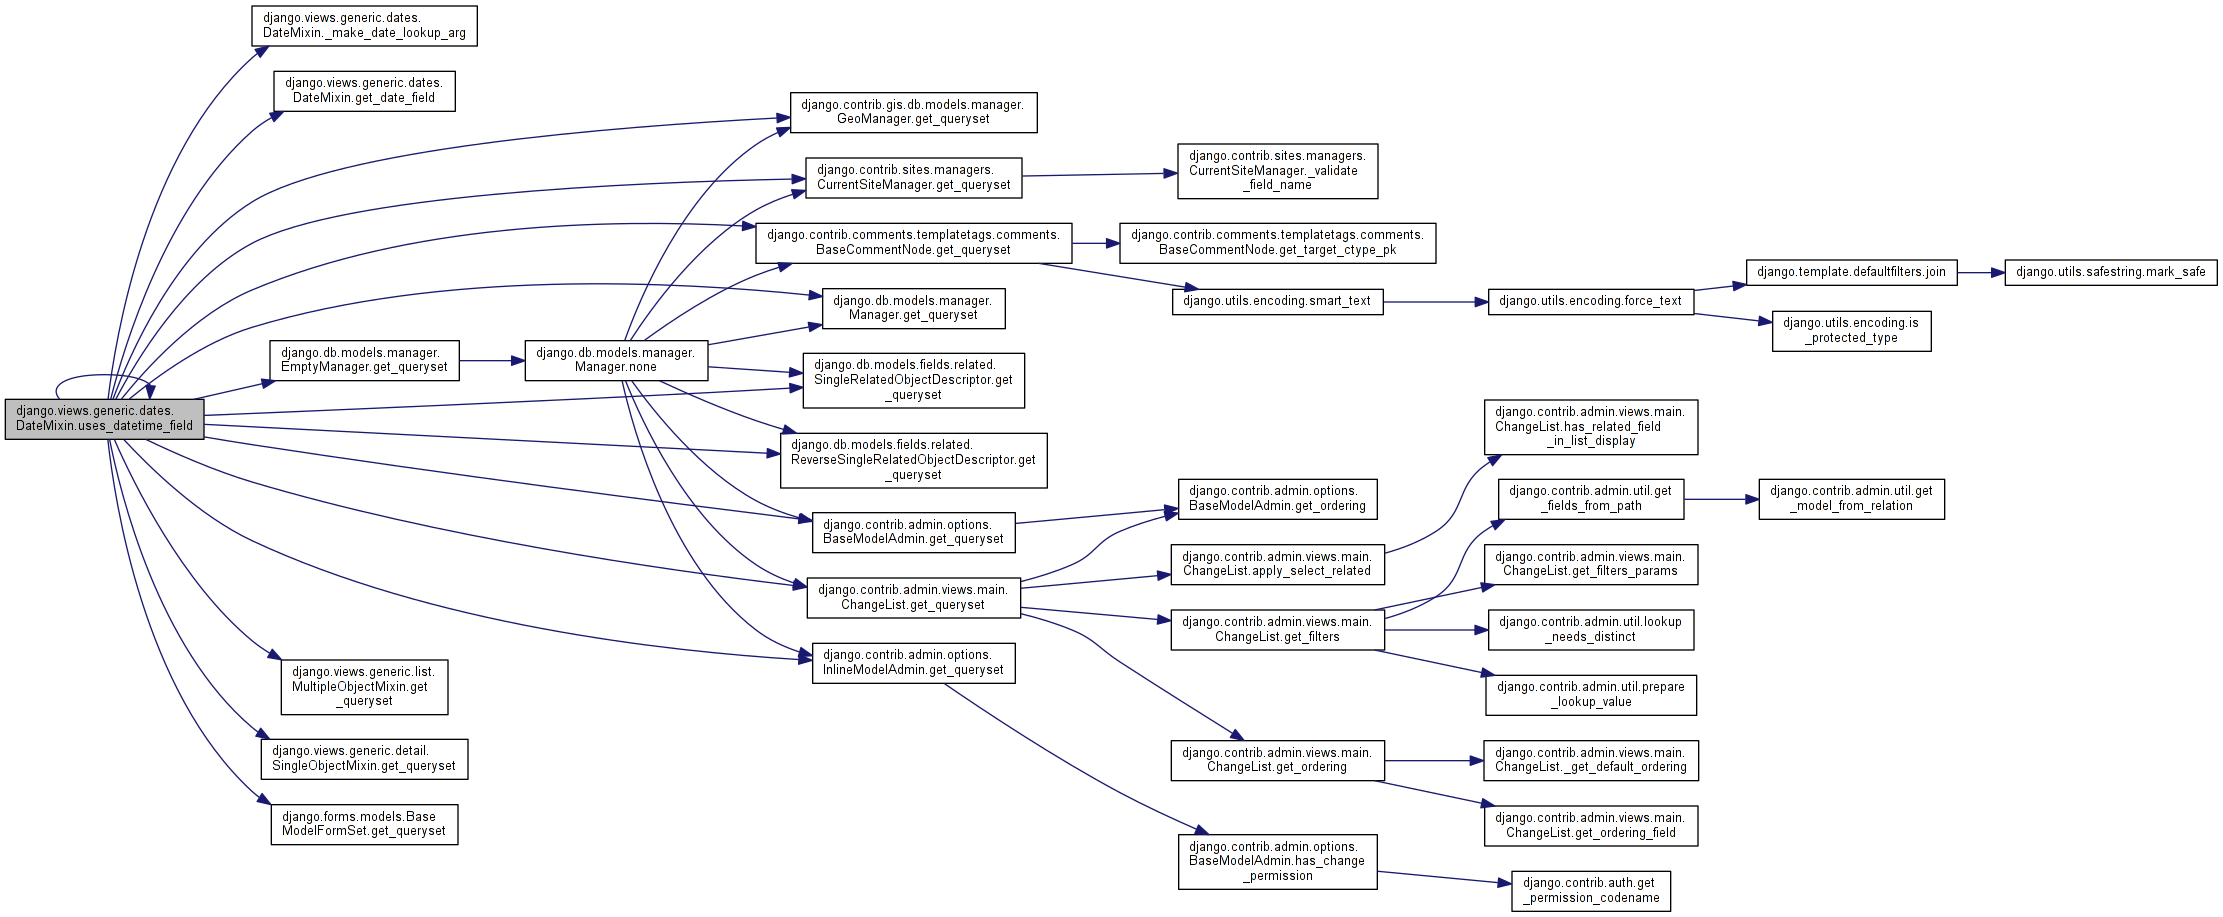 django.views.generic.dates.
DateMixin._make_date_lookup_arg
django.views.generic.dates.
DateMixin.get_date_field
django.contrib.gis.db.models.manager.
GeoManager.get_queryset
django.contrib.sites.managers.
CurrentSiteManager.get_queryset
django.contrib.sites.managers.
CurrentSiteManager._validate
_field_name
django.contrib.comments.templatetags.comments.
BaseCommentNode.get_queryset
django.contrib.comments.templatetags.comments.
BaseCommentNode.get_target_ctype_pk
django.template.defaultfilters.join
django.utils.safestring.mark_safe
django.db.models.manager.
Manager.get_queryset
django.utils.encoding.smart_text
django.utils.encoding.force_text
django.utils.encoding.is
_protected_type
django.db.models.manager.
EmptyManager.get_queryset
django.db.models.manager.
Manager.none
django.db.models.fields.related.
SingleRelatedObjectDescriptor.get
_queryset
django.views.generic.dates.
DateMixin.uses_datetime_field
django.db.models.fields.related.
ReverseSingleRelatedObjectDescriptor.get
_queryset
django.contrib.admin.views.main.
ChangeList.has_related_field
_in_list_display
django.contrib.admin.options.
BaseModelAdmin.get_ordering
django.contrib.admin.util.get
_fields_from_path
django.contrib.admin.util.get
_model_from_relation
django.contrib.admin.options.
BaseModelAdmin.get_queryset
django.contrib.admin.views.main.
ChangeList.apply_select_related
django.contrib.admin.views.main.
ChangeList.get_filters_params
django.contrib.admin.views.main.
ChangeList.get_queryset
django.contrib.admin.views.main.
ChangeList.get_filters
django.contrib.admin.util.lookup
_needs_distinct
django.contrib.admin.options.
InlineModelAdmin.get_queryset
django.views.generic.list.
MultipleObjectMixin.get
_queryset
django.contrib.admin.util.prepare
_lookup_value
django.views.generic.detail.
SingleObjectMixin.get_queryset
django.contrib.admin.views.main.
ChangeList.get_ordering
django.contrib.admin.views.main.
ChangeList._get_default_ordering
django.forms.models.Base
ModelFormSet.get_queryset
django.contrib.admin.views.main.
ChangeList.get_ordering_field
django.contrib.admin.options.
BaseModelAdmin.has_change
_permission
django.contrib.auth.get
_permission_codename